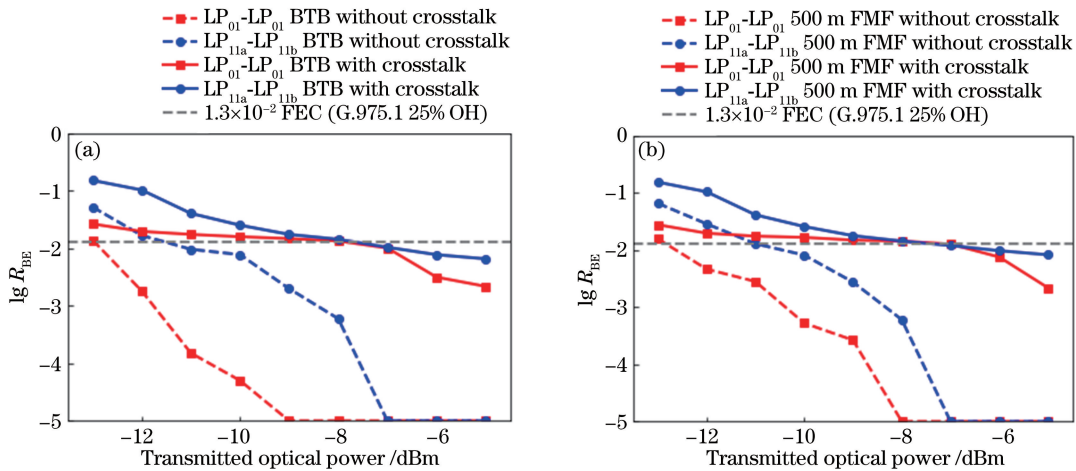 LP01-LP01 BTB without crosstalk
LP11a-LP11b BTB without crosstalk
LP01-LP01 BTB with crosstalk
LP11a-LP11b BTB with crosstalk
1.3×10−2 FEC (G.975.1 25% OH)
(a)
0
−1
−2
−3
−4
−5
lg RBE
−12
−10
−8
−6
Transmitted optical power /dBm
LP01-LP01 500 m FMF without crosstalk
LP11a-LP11b 500 m FMF without crosstalk
LP01-LP01 500 m FMF with crosstalk
LP11a-LP11b 500 m FMF with crosstalk
1.3×10−2 FEC (G.975.1 25% OH)
(b)
0
−1
−2
−3
−4
−5
lg RBE
−12
−10
−8
−6
Transmitted optical power /dBm